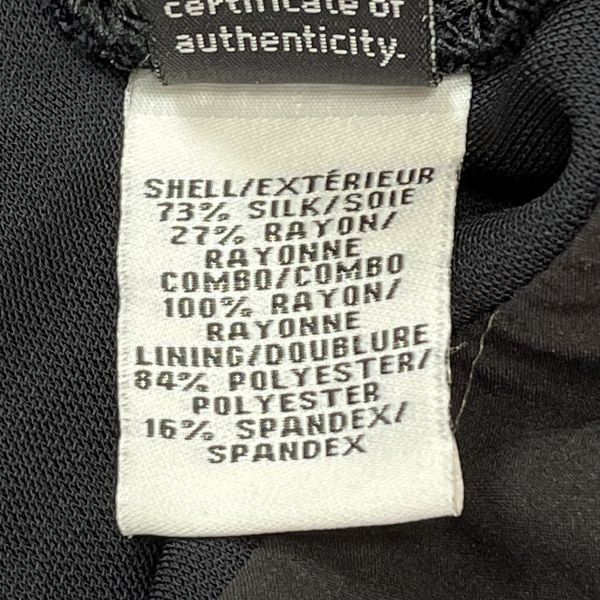 certificate of
authenticity.
SHELL/EXTÉRIEUR
73% SILK/SOIE
27% RAYON/
RAYONNE
COMBO/COMBO
100% RAYON/
RAYONNE
LINING/DOUBLURE
84% POLYESTER/
POLYESTER
16% SPANDEX/
SPANDEX